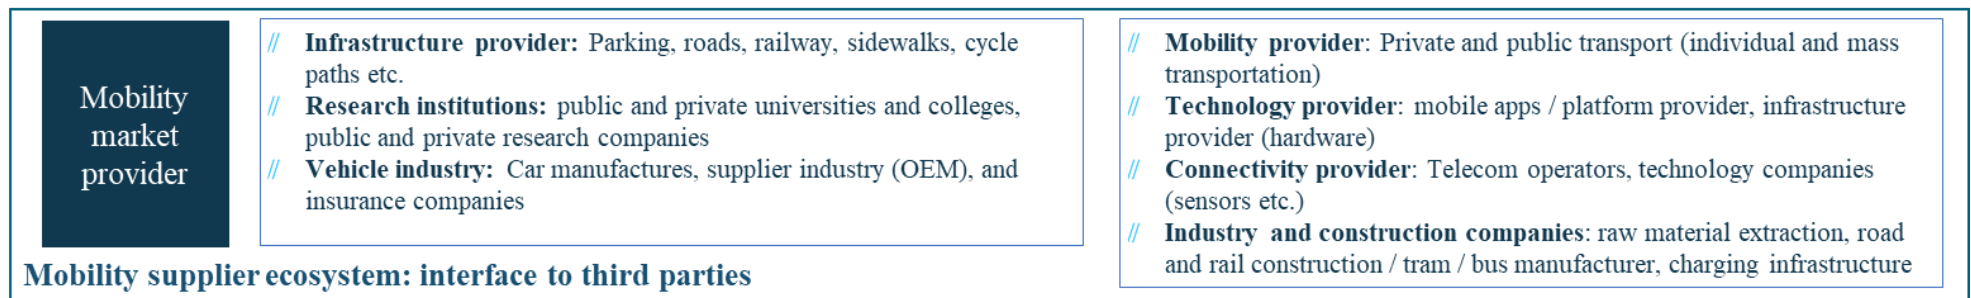 Mobility
market
provider
// Infrastructure provider: Parking, roads, railway, sidewalks, cycle
paths etc.
// Research institutions: public and private universities and colleges,
public and private research companies
// Vehicle industry: Car manufactures, supplier industry (OEM), and
insurance companies
// Mobility provider: Private and public transport (individual and mass
transportation)
// Technology provider: mobile apps / platform provider, infrastructure
provider (hardware)
// Connectivity provider: Telecom operators, technology companies
(sensors etc.)
// Industry and construction companies: raw material extraction, road
and rail construction / tram / bus manufacturer, charging infrastructure
Mobility supplier ecosystem: interface to third parties